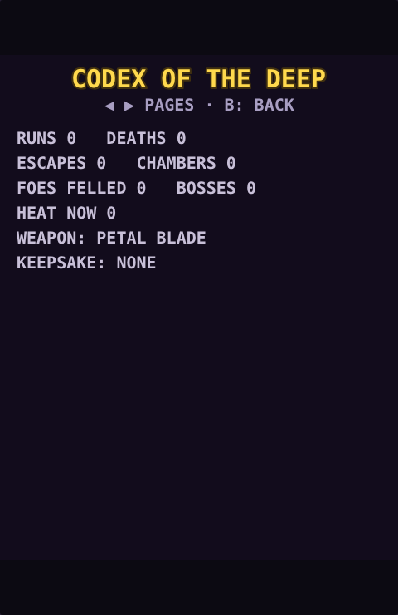 CODEX OF THE DEEP
◀ ▶ PAGES · B: BACK
RUNS 0 DEATHS 0
ESCAPES 0 CHAMBERS 0
FOES FELLED 0 BOSSES 0
HEAT NOW 0
WEAPON: PETAL BLADE
KEEPSAKE: NONE